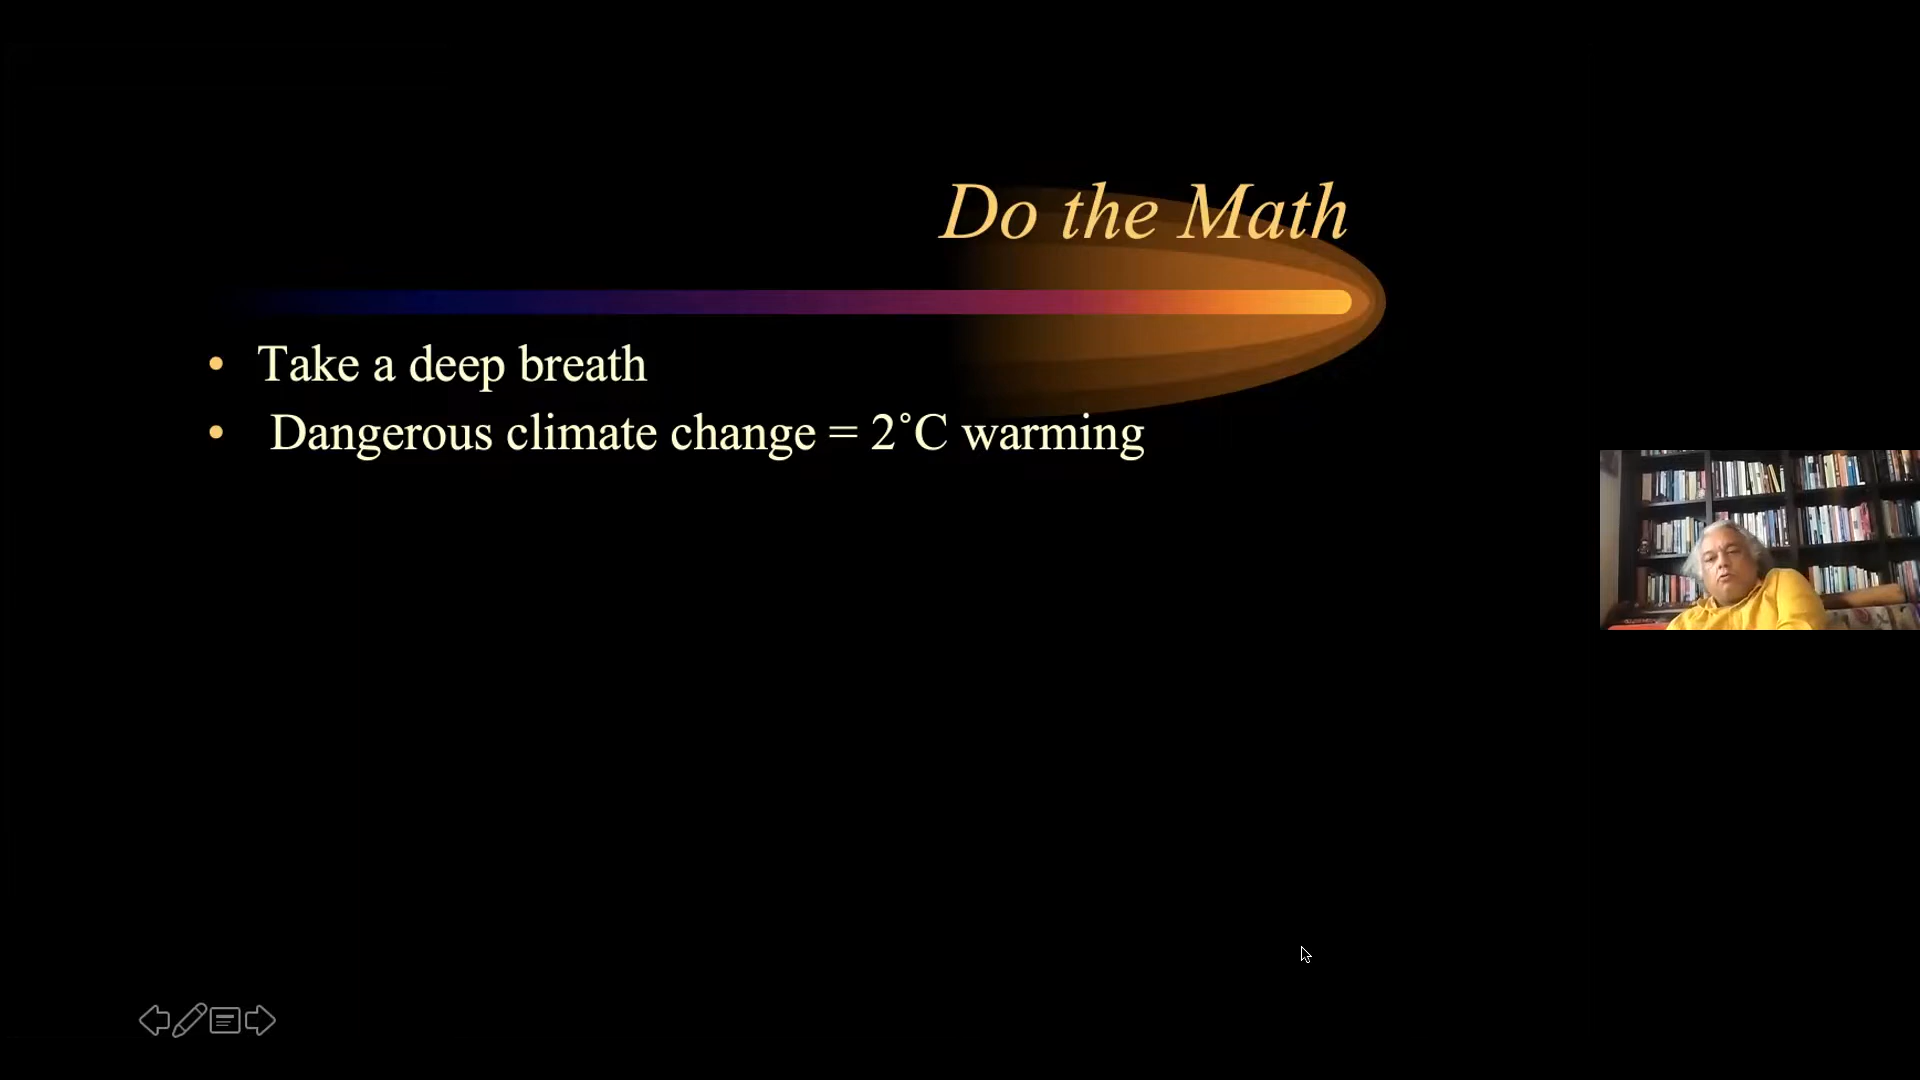 Do the Math
• Take a deep breath
• Dangerous climate change = 2˚C warming